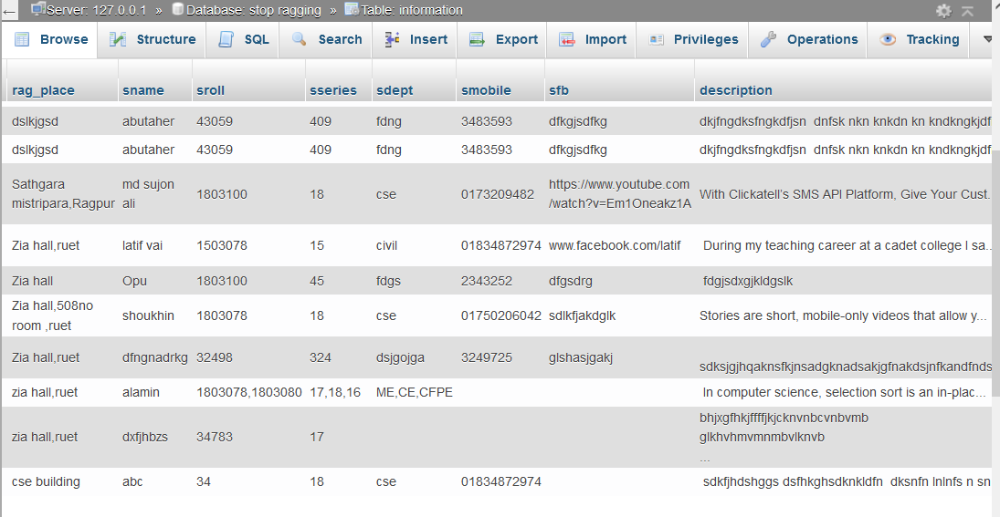 Server: 127.0.0.1 » Database: stop ragging » Table: information
Browse Structure SQL Search Insert Export Import Privileges Operations Tracking
rag_place sname sroll sseries sdept smobile sfb description
dslkjgsd abutaher 43059 409 fdng 3483593 dfkgjsdfkg dkjfngdksfngkdfjsn dnfsk nkn knkdn kn kndkngkjdf
dslkjgsd abutaher 43059 409 fdng 3483593 dfkgjsdfkg dkjfngdksfngkdfjsn dnfsk nkn knkdn kn kndkngkjdf
Sathgara md sujon https://www.youtube.com
mistripara,Ragpur ali 1803100 18 cse 0173209482 /watch?v=Em1Oneakz1A With Clickatell's SMS API Platform, Give Your Cust...
Zia hall,ruet latif vai 1503078 15 civil 01834872974 www.facebook.com/latif During my teaching career at a cadet college I sa...
Zia hall Opu 1803100 45 fdgs 2343252 dfgsdrg fdgjsdxgjkldgslk
Zia hall,508no
room ,ruet shoukhin 1803078 18 cse 01750206042 sdlkfjakdglk Stories are short, mobile-only videos that allow y...
Zia hall,ruet dfngnadrkg 32498 324 dsjgojga 3249725 glshasjgakj
sdksjgjhqaknsfkjnsadgknadsakjgfnakdsjnfkandfnds
zia hall,ruet alamin 1803078,1803080 17,18,16 ME,CE,CFPE In computer science, selection sort is an in-plac...
bhjxgfhkjffffjkjcknvnbcvnbvmb
zia hall,ruet dxfjhbzs 34783 17 glkhvhmvmnmbvlknvb
...
cse building abc 34 18 cse 01834872974 sdkfjhdshggs dsfhkghsdknkldfn dksnfn lnlnfs n sn